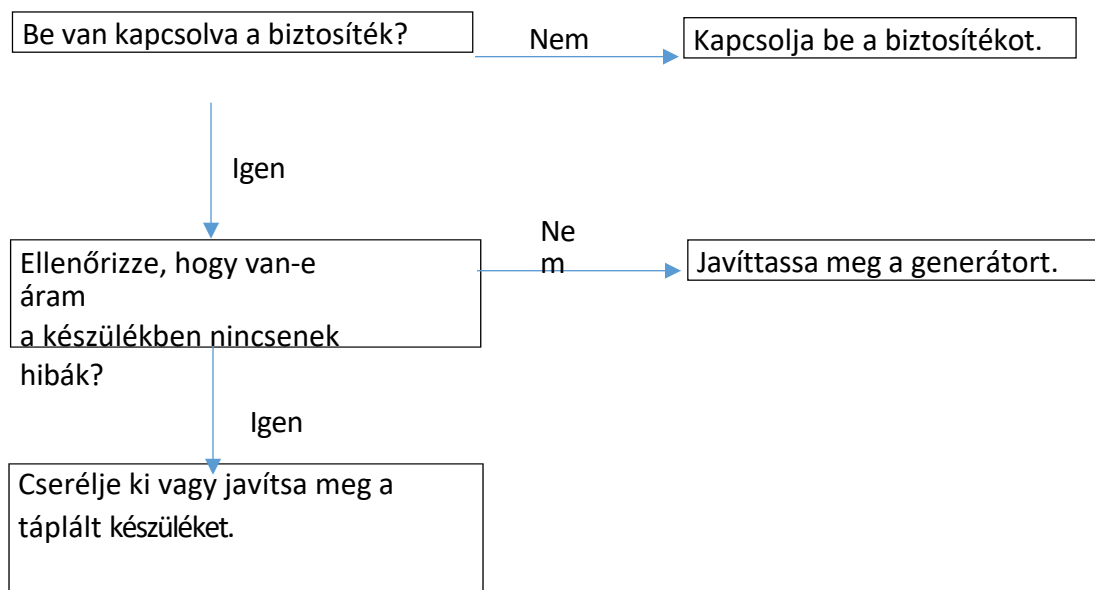 Be van kapcsolva a biztosíték?
Nem
Kapcsolja be a biztosítékot.
Igen
Ellenőrizze, hogy van-e
áram
a készülékben nincsenek
hibák?
Ne
m
Javíttassa meg a generátort.
Igen
Cserélje ki vagy javítsa meg a
táplált készüléket.